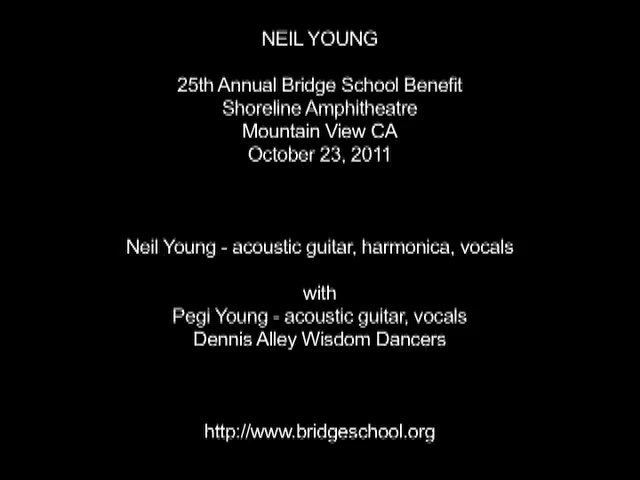 NEIL YOUNG
25th Annual Bridge School Benefit
Shoreline Amphitheatre
Mountain View CA
October 23, 2011
Neil Young - acoustic guitar, harmonica, vocals
with
Pegi Young - acoustic guitar, vocals
Dennis Alley Wisdom Dancers
http://www.bridgeschool.org